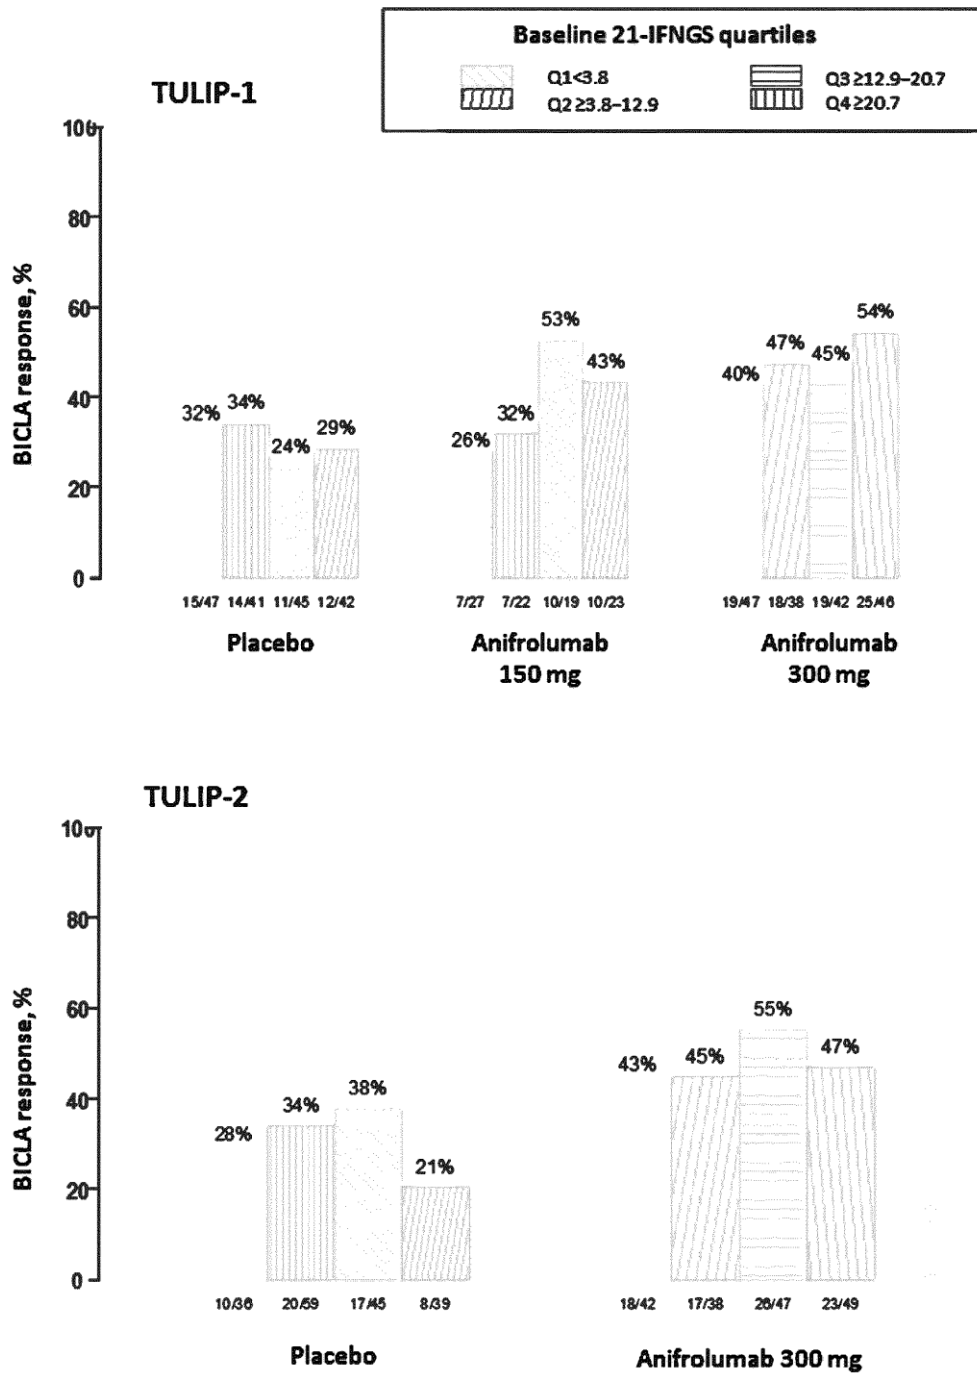 Baseline 21-IFNGS quartiles
Q1<3.8
Q3≥12.9–20.7
Q2≥3.8–12.9
Q4≥20.7
TULIP-1
BICLA response, %
100
80
60
40
20
0
32% 34% 24% 29%
26% 32% 53% 43%
40% 47% 45% 54%
15/47 14/41 11/45 12/42
7/27 7/22 10/19 10/23
19/47 18/38 19/42 25/46
Placebo
Anifrolumab
150 mg
Anifrolumab
300 mg
TULIP-2
BICLA response, %
100
80
60
40
20
0
28% 34% 38% 21%
43% 45% 55% 47%
10/36 20/59 17/45 8/39
18/42 17/38 26/47 23/49
Placebo
Anifrolumab 300 mg